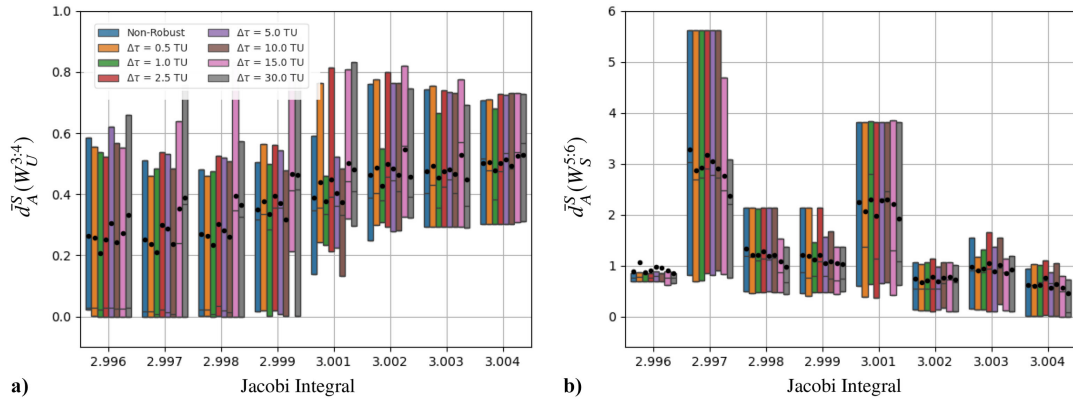 1.0
0.8
0.6
0.4
0.2
0.0
Non-Robust
Δτ = 0.5 TU
Δτ = 1.0 TU
Δτ = 2.5 TU
Δτ = 5.0 TU
Δτ = 10.0 TU
Δτ = 15.0 TU
Δτ = 30.0 TU
d̄_A^S(W_U^{3:4})
2.996 2.997 2.998 2.999 3.001 3.002 3.003 3.004
a) Jacobi Integral
6
5
4
3
2
1
0
d̄_A^S(W_S^{5:6})
2.996 2.997 2.998 2.999 3.001 3.002 3.003 3.004
b) Jacobi Integral